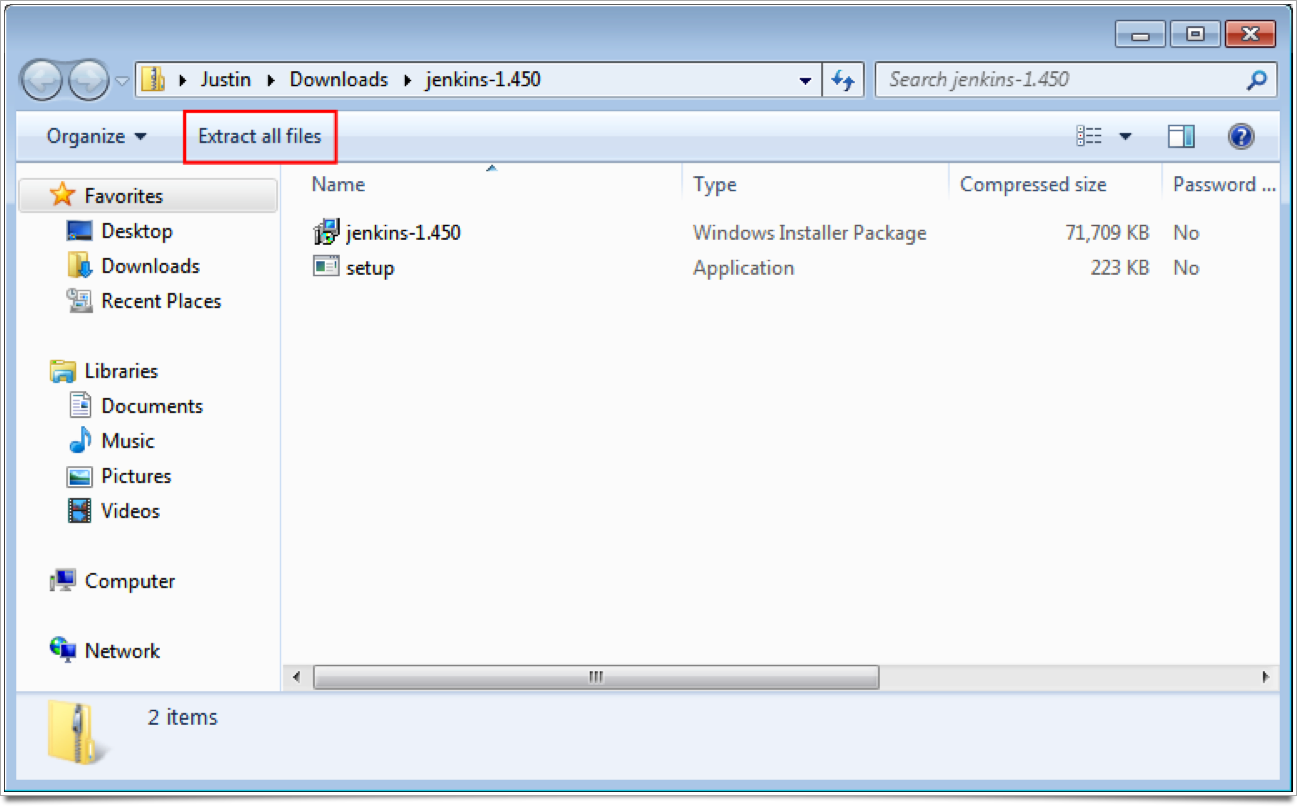 Justin Downloads jenkins-1.450 Search jenkins-1.450
Organize Extract all files
Favorites
Desktop
Downloads
Recent Places
Libraries
Documents
Music
Pictures
Videos
Computer
Network
Name Type Compressed size Password ...
jenkins-1.450 Windows Installer Package 71,709 KB No
setup Application 223 KB No
2 items